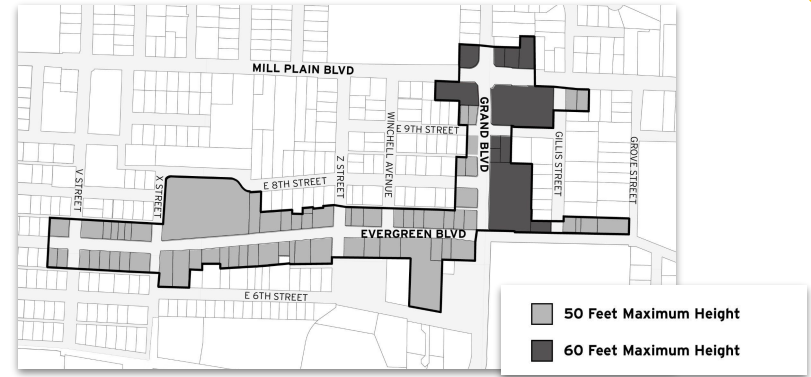 MILL PLAIN BLVD
GRAND BLVD
WINCHELL AVENUE
E 9TH STREET
GILLIS STREET
GROVE STREET
V STREET
X STREET
Z STREET
E 8TH STREET
EVERGREEN BLVD
E 6TH STREET
50 Feet Maximum Height
60 Feet Maximum Height